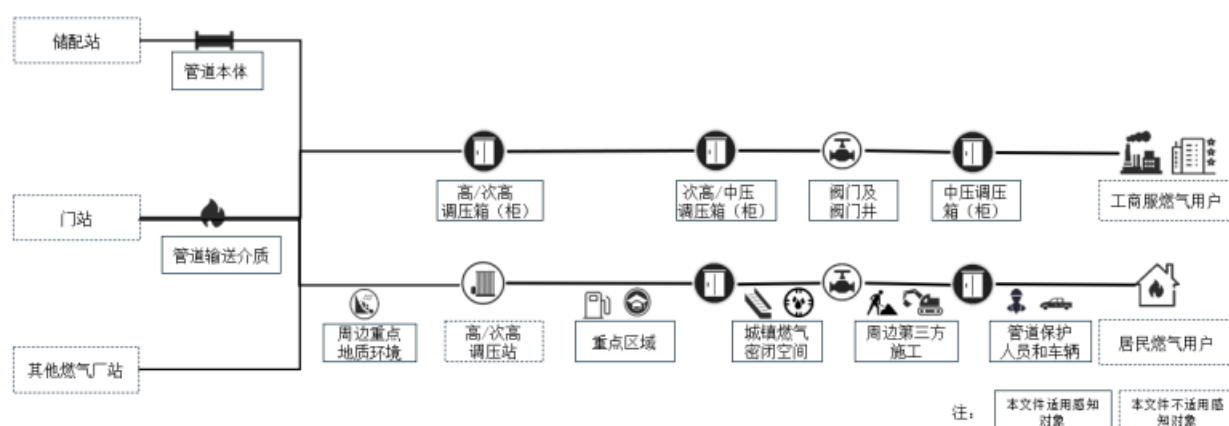 储配站
管道本体
高/次高
调压箱（柜）
次高/中压
调压箱（柜）
阀门及
阀门井
中压调压
箱（柜）
工商服燃气用户
门站
管道输送介质
周边重点
地质环境
高/次高
调压站
重点区域
城镇燃气
密闭空间
周边第三方
施工
管道保护
人员和车辆
居民燃气用户
其他燃气厂站
注：
本文件适用感知
对象
本文件不适用感
知对象